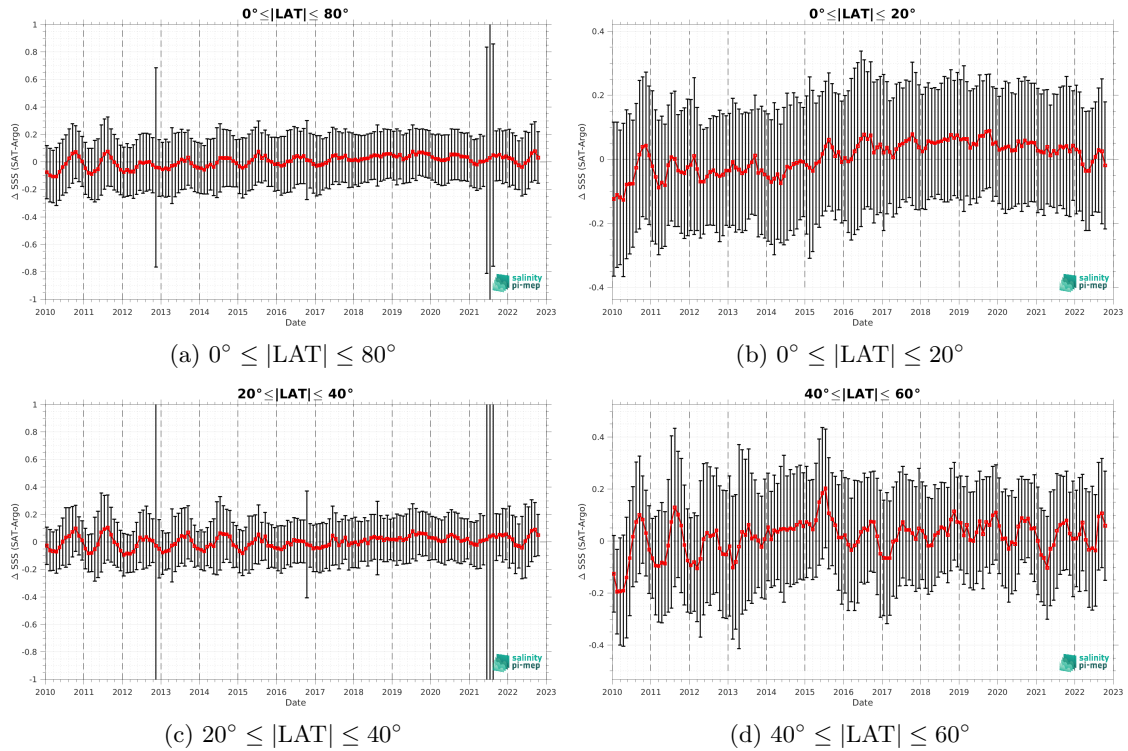 0°≤|LAT|≤ 80°
Δ SSS (SAT-Argo)
1
0.8
0.6
0.4
0.2
0
-0.2
-0.4
-0.6
-0.8
-1
salinity
pi-mep
2010 2011 2012 2013 2014 2015 2016 2017 2018 2019 2020 2021 2022 2023
Date
(a) 0° ≤ |LAT| ≤ 80°
0°≤|LAT|≤ 20°
Δ SSS (SAT-Argo)
0.4
0.2
0
-0.2
-0.4
salinity
pi-mep
2010 2011 2012 2013 2014 2015 2016 2017 2018 2019 2020 2021 2022 2023
Date
(b) 0° ≤ |LAT| ≤ 20°
20°≤|LAT|≤ 40°
Δ SSS (SAT-Argo)
1
0.8
0.6
0.4
0.2
0
-0.2
-0.4
-0.6
-0.8
-1
salinity
pi-mep
2010 2011 2012 2013 2014 2015 2016 2017 2018 2019 2020 2021 2022 2023
Date
(c) 20° ≤ |LAT| ≤ 40°
40°≤|LAT|≤ 60°
Δ SSS (SAT-Argo)
0.4
0.2
0
-0.2
-0.4
salinity
pi-mep
2010 2011 2012 2013 2014 2015 2016 2017 2018 2019 2020 2021 2022 2023
Date
(d) 40° ≤ |LAT| ≤ 60°